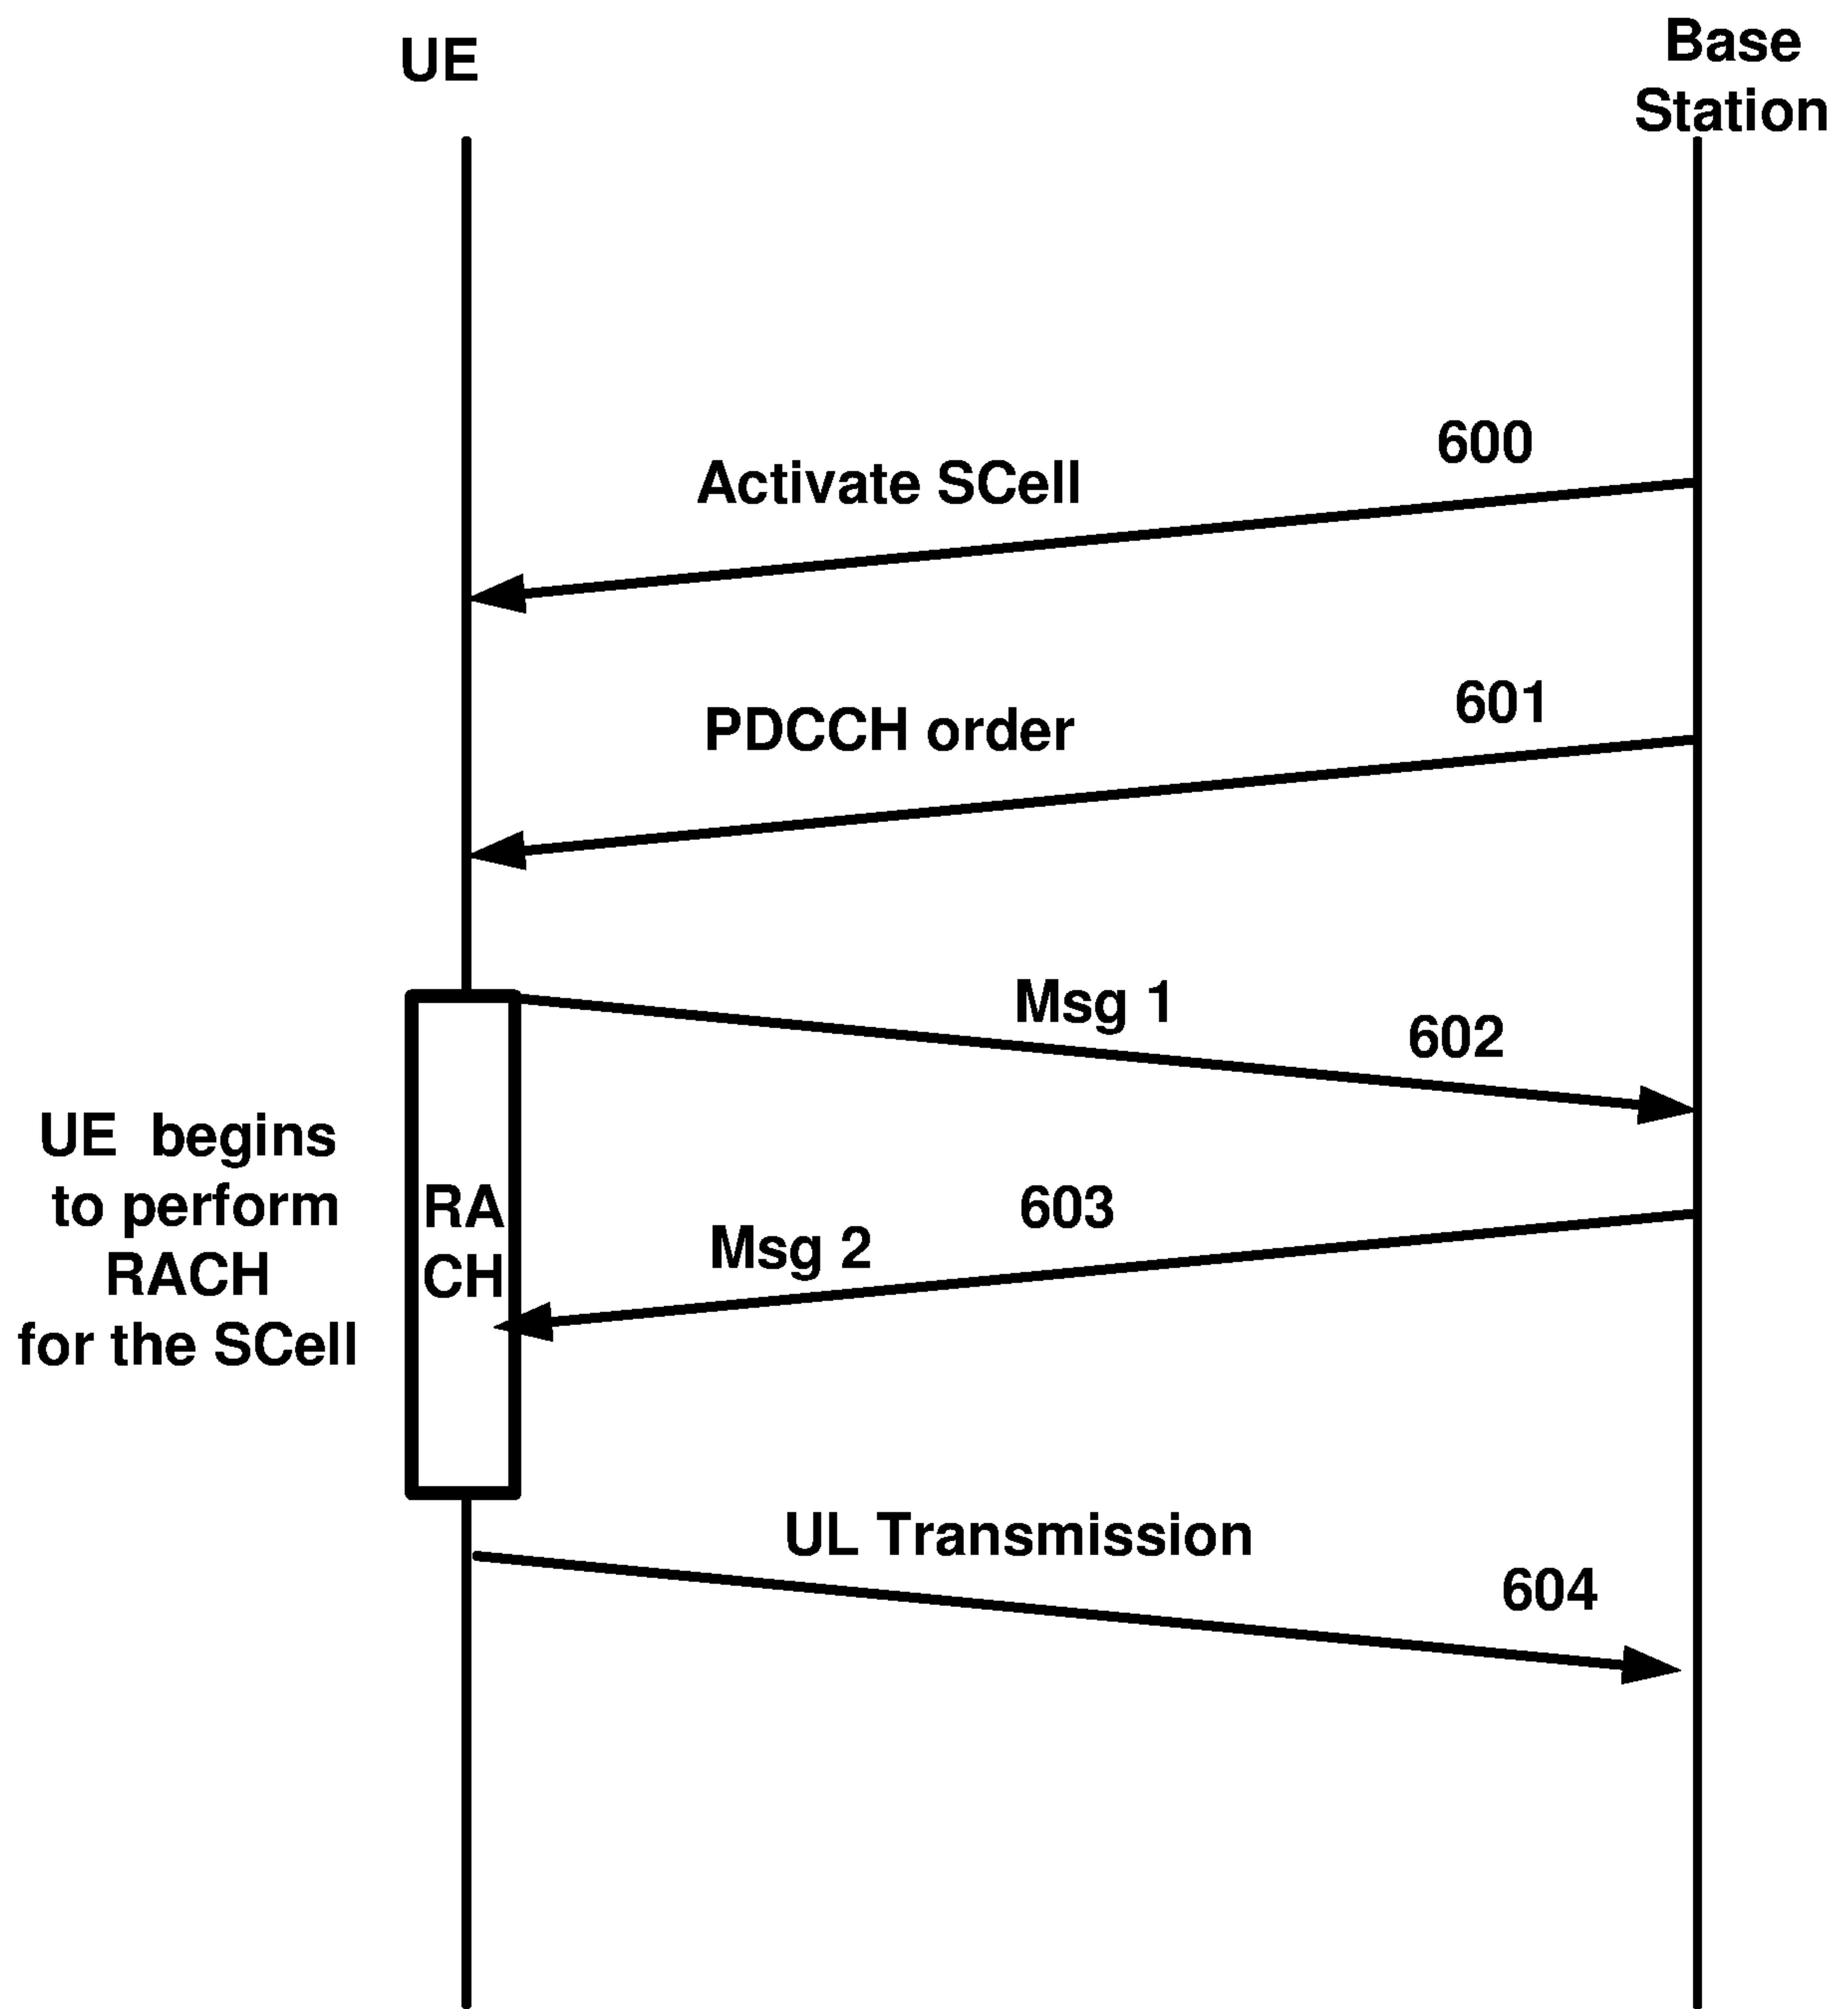 UE
Base
Station
600
Activate SCell
601
PDCCH order
Msg 1
602
UE begins
to perform
RACH
for the SCell
RA
CH
603
Msg 2
UL Transmission
604